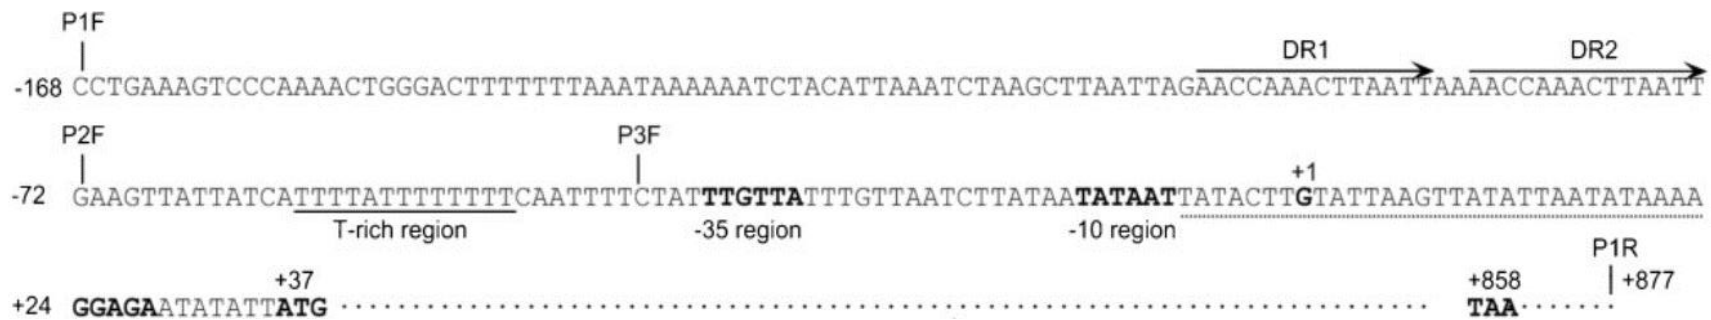 P1F
DR1 DR2
-168 CCTGAAAGTCCCAAAACTGGGACTTTTTTTAAATAAAAAATCTACATTAAATCTAAGCTTAATTAGAACCAAACTTAATTAAAACCAAACTTAATT
P2F P3F
+1
-72 GAAGTTATTATCATTTTATTTTTTTTCAATTTTCTATTTGTTATTTGTTAATCTTATAATATAATTATACTTGTATTAAGTTATATTAATATAAAA
T-rich region -35 region -10 region
P1R
+37 +858 +877
+24 GGAGAATATATTATG TAA